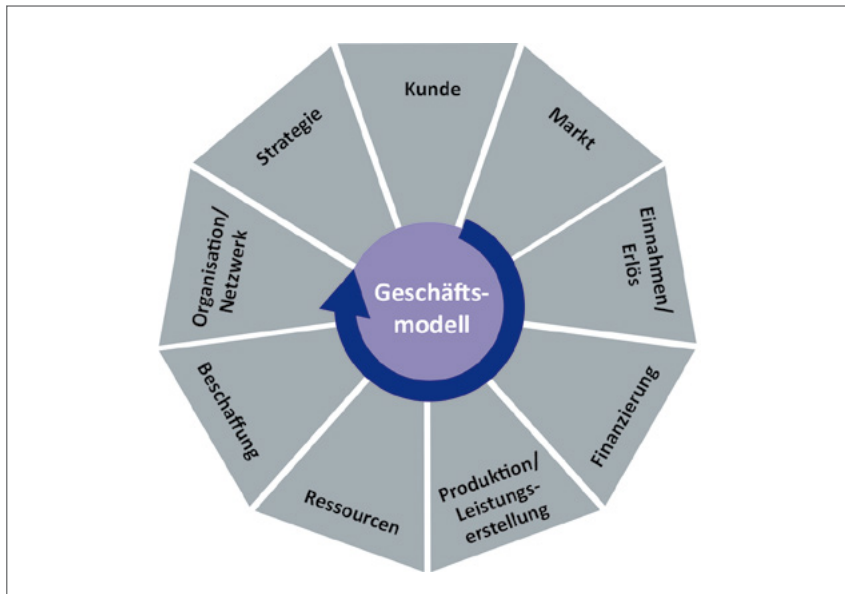 Kunde
Markt
Einnahmen/
Erlös
Finanzierung
Produktion/
Leistungs-
erstellung
Ressourcen
Beschaffung
Organisation/
Netzwerk
Strategie
Geschäfts-
modell